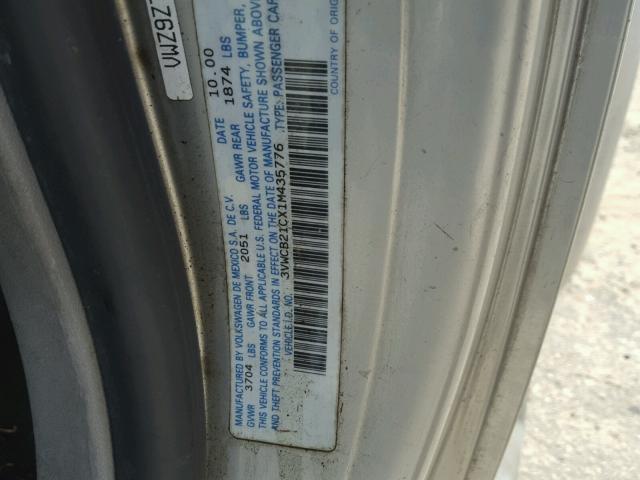 VWZ9Z
MANUFACTURED BY VOLKSWAGEN DE MEXICO S.A. DE C.V. DATE 10.00
GVWR 3704 LBS GAWR FRONT 2051 LBS GAWR REAR 1874 LBS
THIS VEHICLE CONFORMS TO ALL APPLICABLE U.S. FEDERAL MOTOR VEHICLE SAFETY, BUMPER,
AND THEFT PREVENTION STANDARDS IN EFFECT ON THE DATE OF MANUFACTURE SHOWN ABOVE
VEHICLE I.D. NO. 3VWCB21CX1M435776 TYPE: PASSENGER CAR
COUNTRY OF ORIG